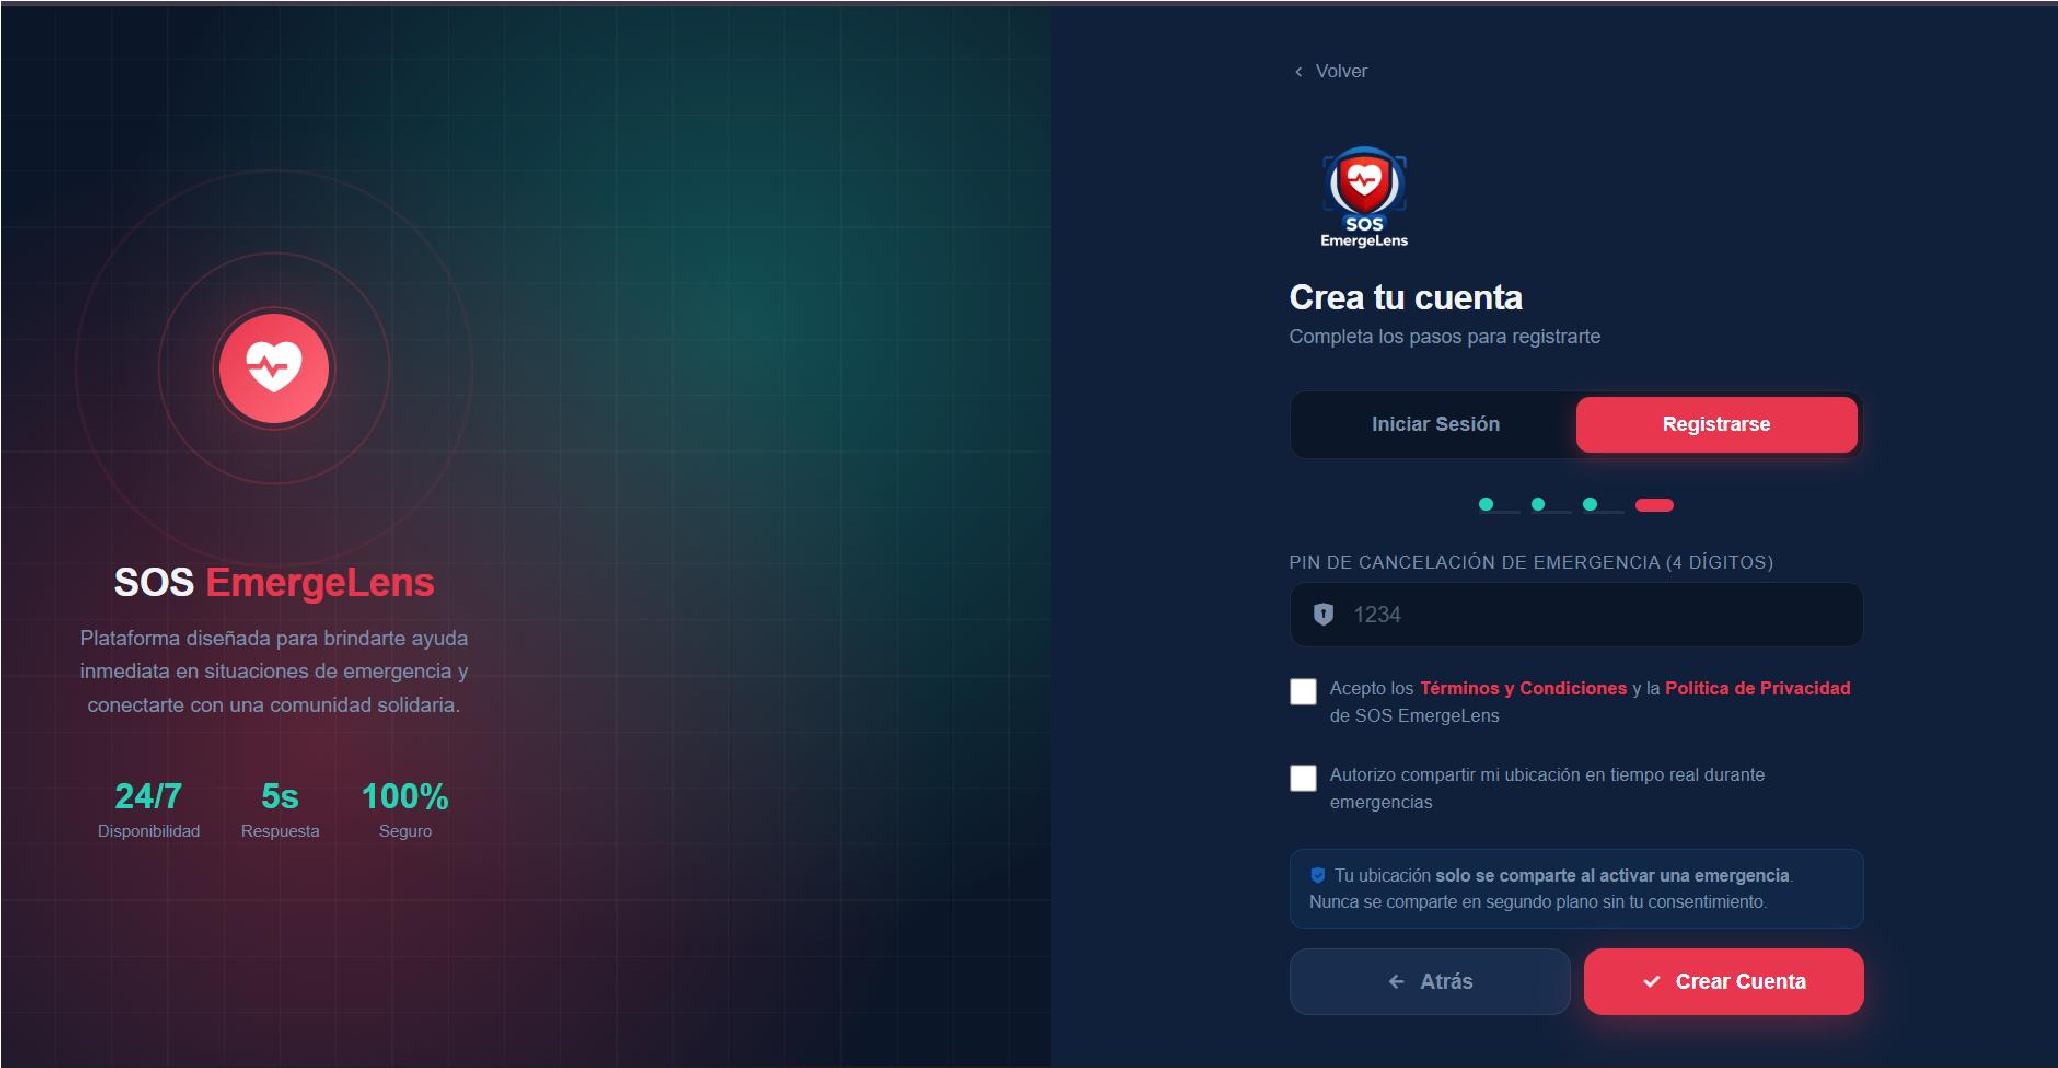 SOS EmergeLens
Plataforma diseñada para brindarte ayuda
inmediata en situaciones de emergencia y
conectarte con una comunidad solidaria.
24/7
Disponibilidad
5s
Respuesta
100%
Seguro
Volver
SOS
EmergeLens
Crea tu cuenta
Completa los pasos para registrarte
Iniciar Sesión
Registrarse
PIN DE CANCELACIÓN DE EMERGENCIA (4 DÍGITOS)
1234
Acepto los Términos y Condiciones y la Política de Privacidad
de SOS EmergeLens
Autorizo compartir mi ubicación en tiempo real durante
emergencias
Tu ubicación solo se comparte al activar una emergencia.
Nunca se comparte en segundo plano sin tu consentimiento.
Atrás
Crear Cuenta